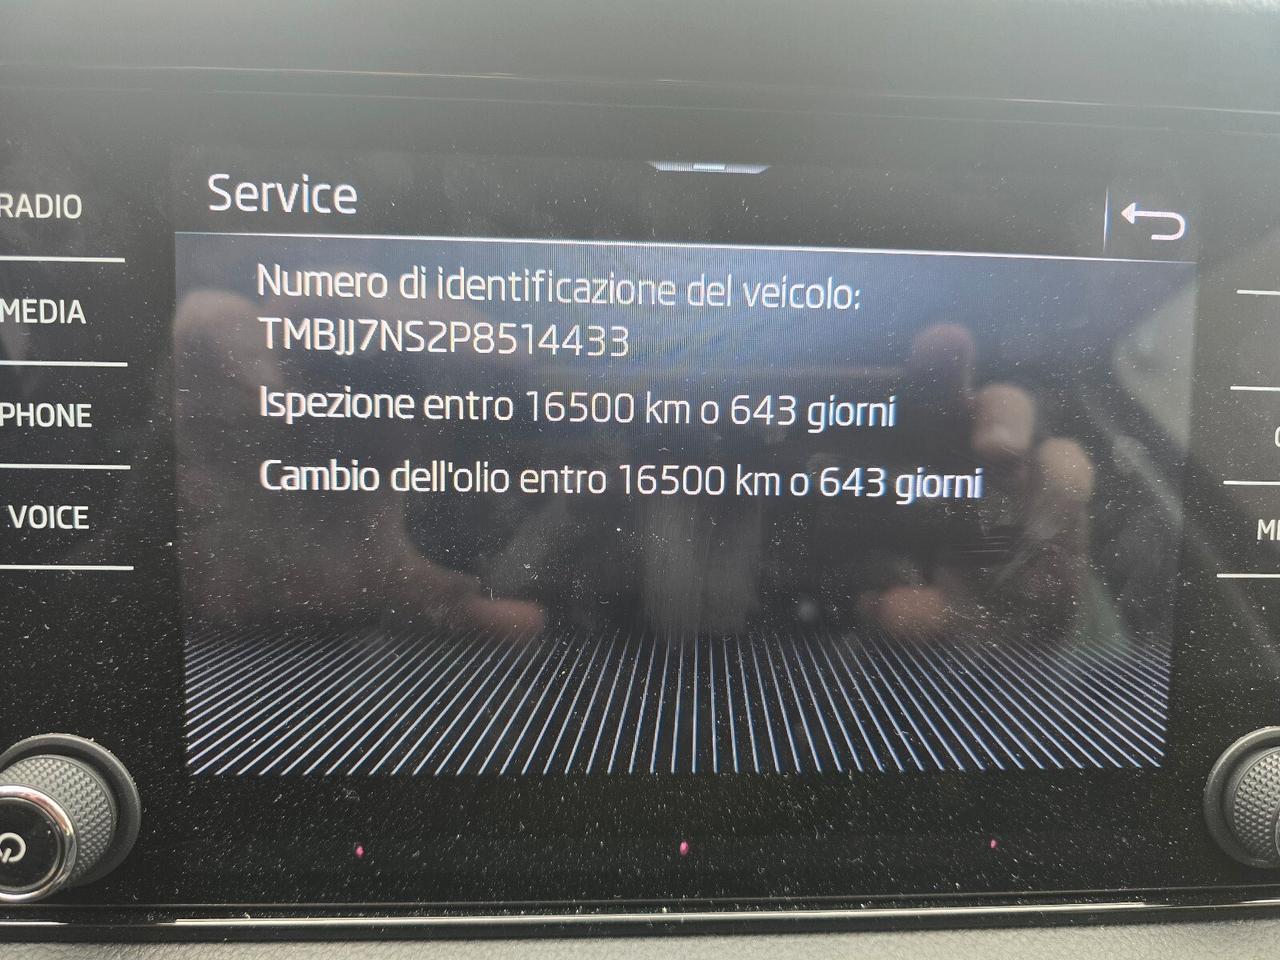 Service
RADIO
MEDIA
PHONE
VOICE
Numero di identificazione del veicolo:
TMBJJ7NS2P8514433
Ispezione entro 16500 km o 643 giorni
Cambio dell'olio entro 16500 km o 643 giorni